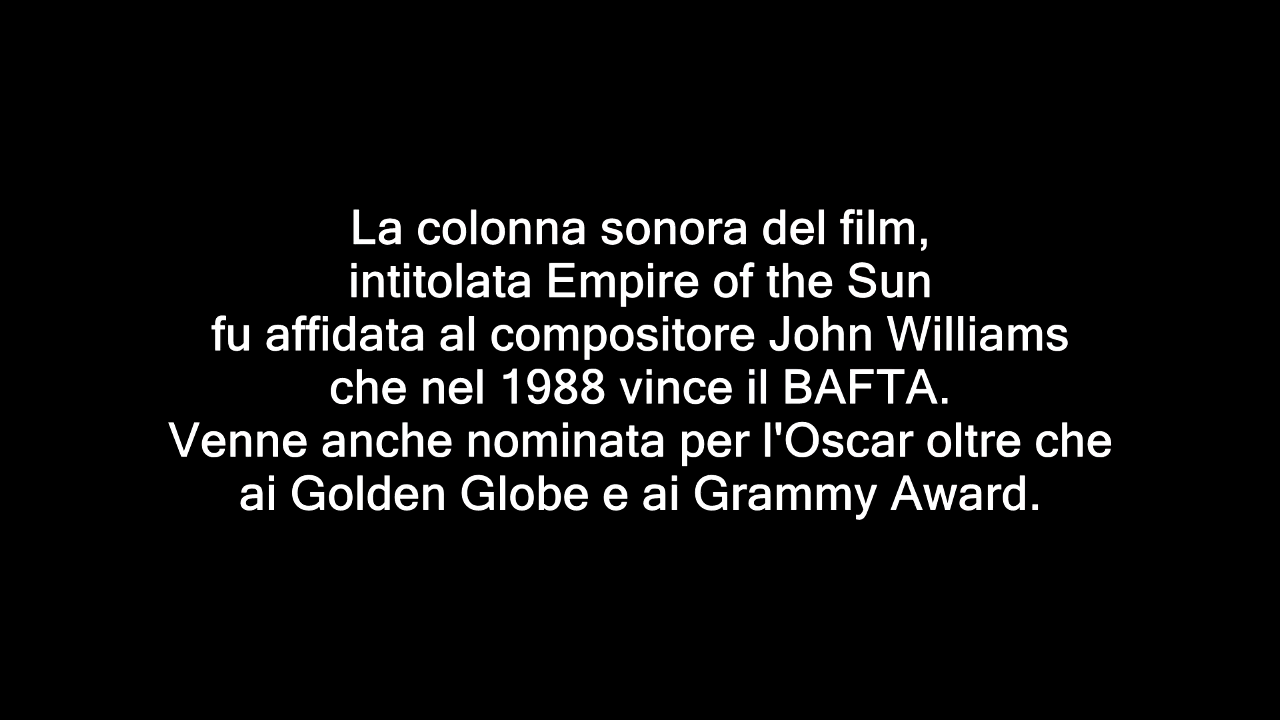 La colonna sonora del film,
intitolata Empire of the Sun
fu affidata al compositore John Williams
che nel 1988 vince il BAFTA.
Venne anche nominata per l'Oscar oltre che
ai Golden Globe e ai Grammy Award.